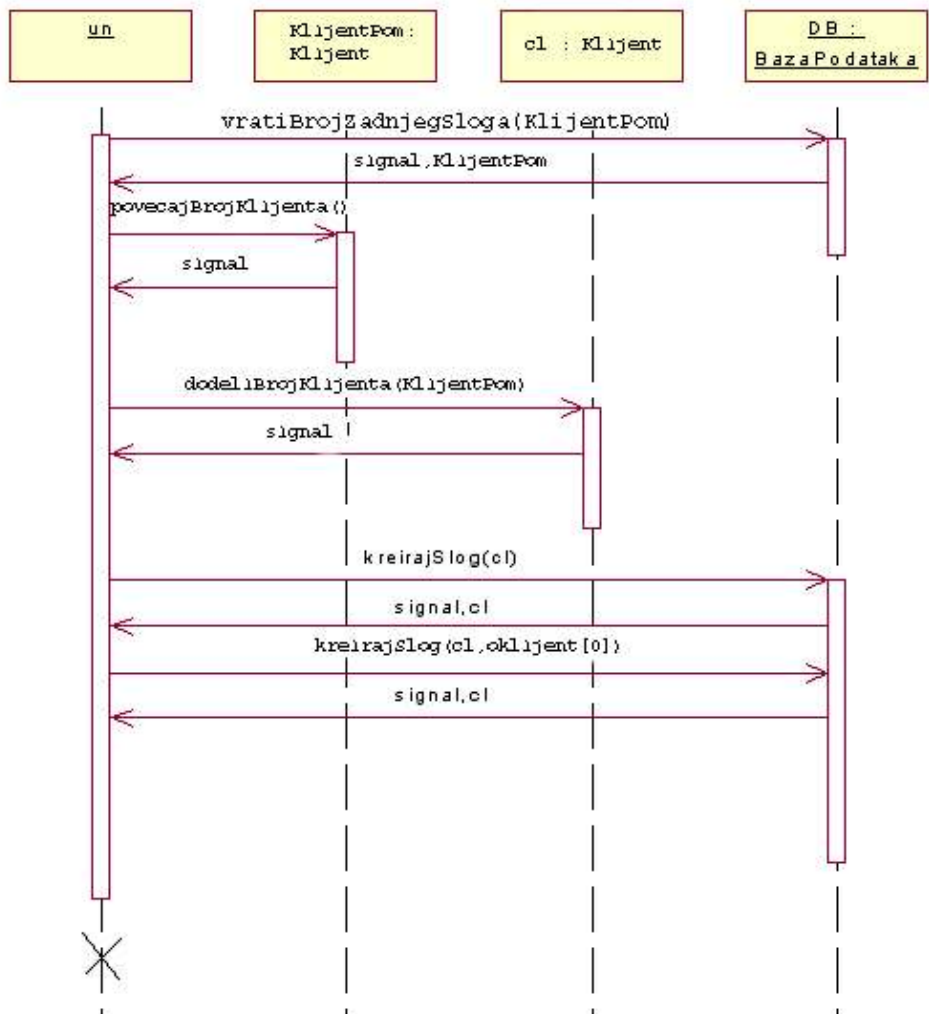 un
KlijentPom:
Klijent
cl : Klijent
DB :
BazaPodataka
vratiBrojZadnjegSloga(KlijentPom)
signal,KlijentPom
povecajBrojKlijenta()
signal
dodeliBrojKlijenta(KlijentPom)
signal
kreirajSlog(cl)
signal,cl
kreirajSlog(cl,oklijent[0])
signal,cl